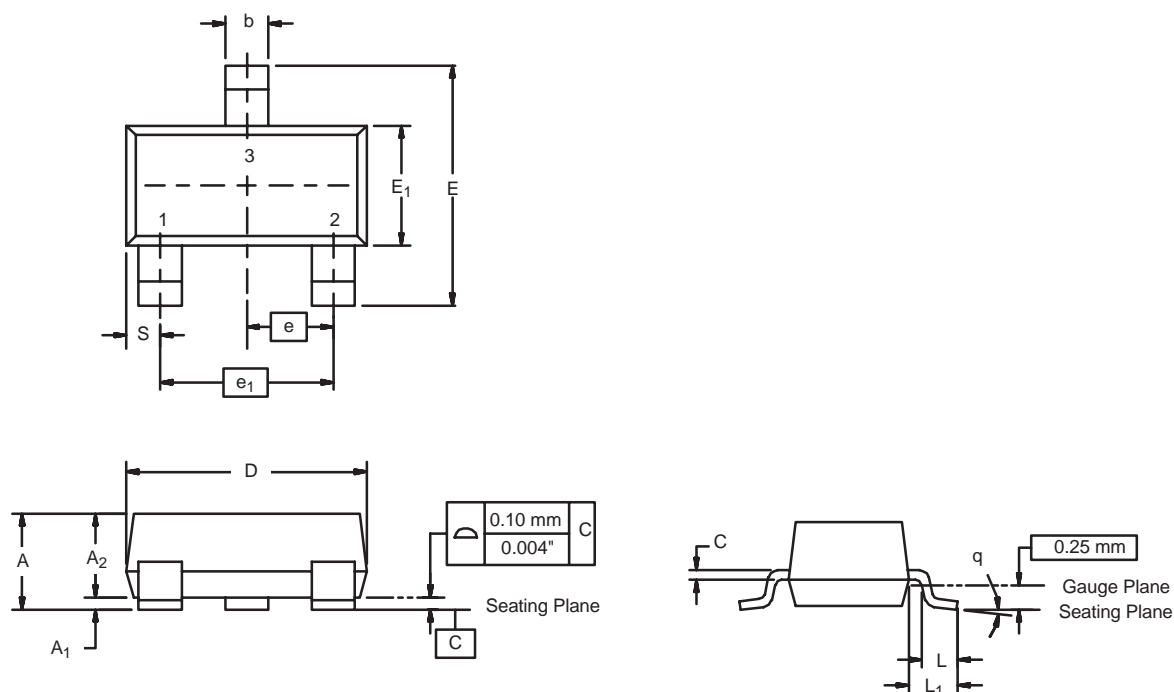 b
3
E₁
E
1
2
S
e
e₁
D
0.10 mm
C
0.004"
A
A₂
Seating Plane
A₁
C
C
q
0.25 mm
Gauge Plane
Seating Plane
L
L₁